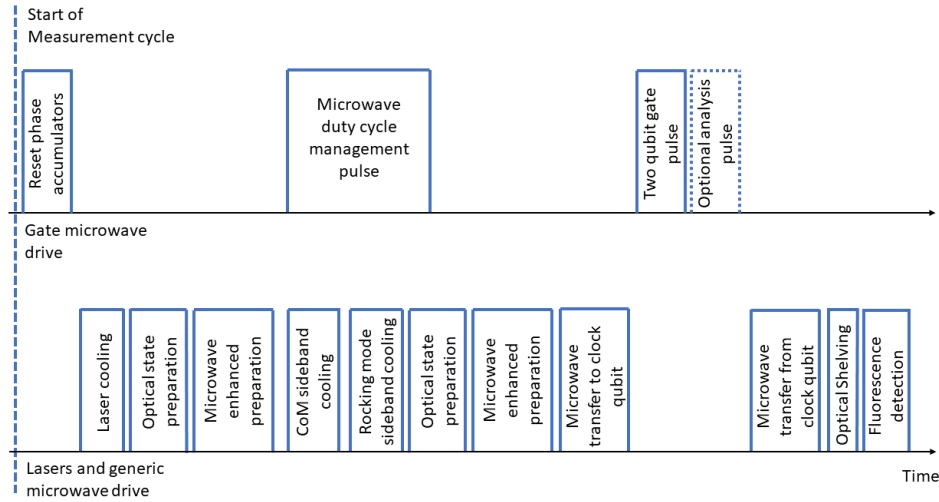 Start of
Measurement cycle
Reset phase
accumulators
Microwave
duty cycle
management
pulse
Two qubit gate
pulse
Optional analysis
pulse
Gate microwave
drive
Laser cooling
Optical state
preparation
Microwave
enhanced
preparation
CoM sideband
cooling
Rocking mode
sideband cooling
Optical state
preparation
Microwave
enhanced
preparation
Microwave
transfer to clock
qubit
Microwave
transfer from
clock qubit
Optical Shelving
Fluorescence
detection
Lasers and generic
microwave drive
Time